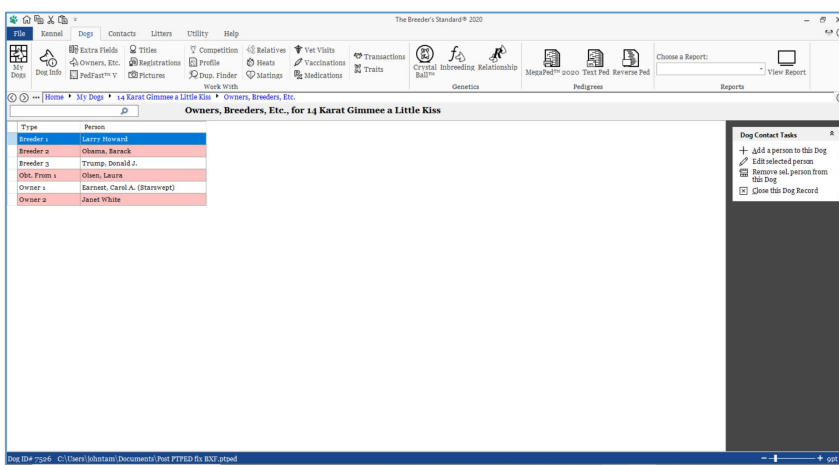 The Breeder's Standard® 2020
File Kennel Dogs Contacts Litters Utility Help
My Dogs
Dog Info
Extra Fields
Owners, Etc.
PedFast™ V
Titles
Registrations
Pictures
Competition
Profile
Dup. Finder
Relatives
Heats
Matings
Vet Visits
Vaccinations
Medications
Transactions
Traits
Work With
Crystal Ball™
Inbreeding
Relationship
Genetics
MegaPed™ 2020
Text Ped
Reverse Ped
Pedigrees
Choose a Report:
View Report
Reports
Home My Dogs 14 Karat Gimmee a Little Kiss Owners, Breeders, Etc.
Owners, Breeders, Etc., for 14 Karat Gimmee a Little Kiss
Type Person
Breeder 1 Larry Howard
Breeder 2 Obama, Barack
Breeder 3 Trump, Donald J.
Obt. From 1 Olsen, Laura
Owner 1 Earnest, Carol A. (Starswept)
Owner 2 Janet White
Dog Contact Tasks
Add a person to this Dog
Edit selected person
Remove sel. person from
this Dog
Close this Dog Record
Dog ID# 7526 C:\Users\johntam\Documents\Post PTPED fix BXF.ptped
9pt